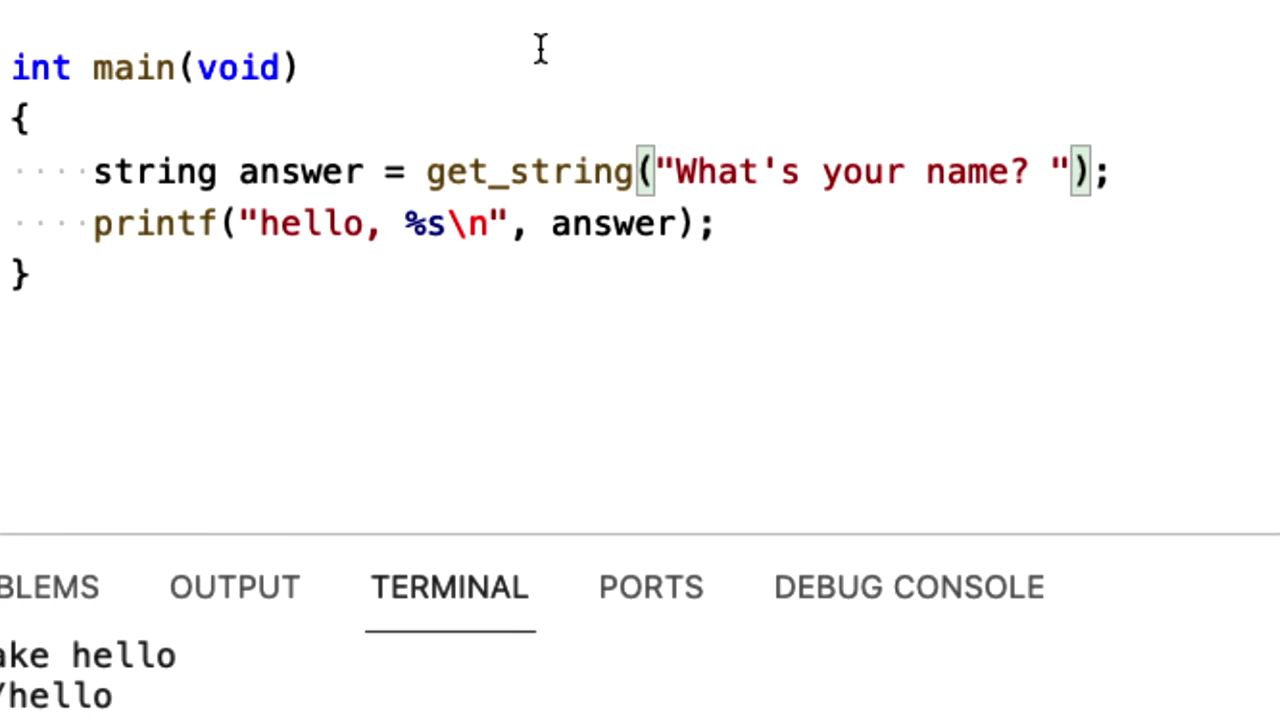 int main(void)
{
    string answer = get_string("What's your name? ");
    printf("hello, %s\n", answer);
}
BLEMS OUTPUT TERMINAL PORTS DEBUG CONSOLE
ake hello
/hello